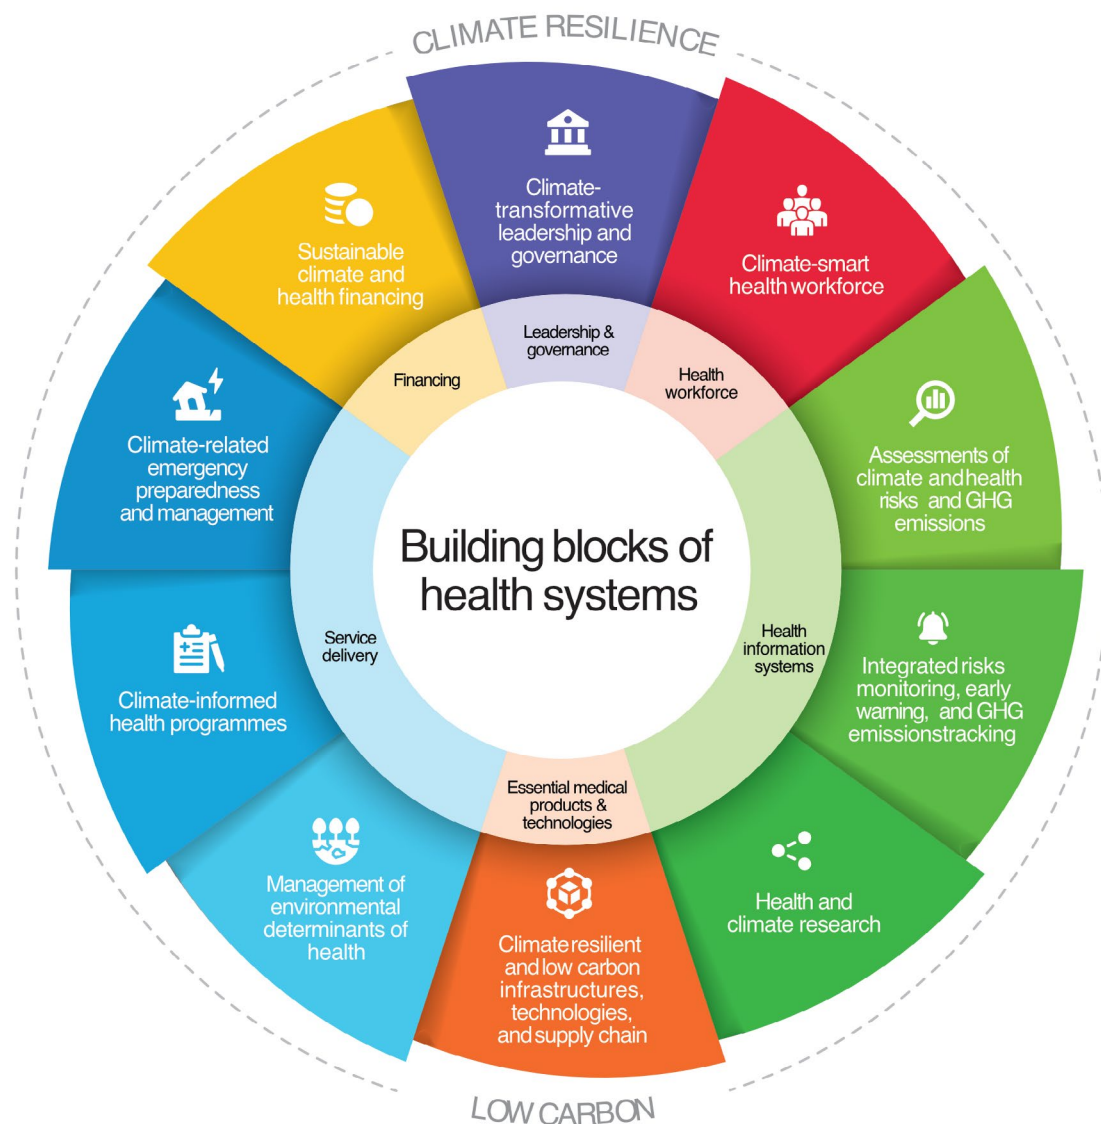 CLIMATE RESILIENCE
Climate-
transformative
leadership and
governance
Climate-smart
health workforce
Assessments of
climate and health
risks and GHG
emissions
Integrated risks
monitoring, early
warning, and GHG
emissionstracking
Health and
climate research
Climate resilient
and low carbon
infrastructures,
technologies,
and supply chain
Management of
environmental
determinants of
health
Climate-informed
health programmes
Climate-related
emergency
preparedness
and management
Sustainable
climate and
health financing
Leadership &
governance
Health
workforce
Health
information
systems
Essential medical
products &
technologies
Service
delivery
Financing
Building blocks of
health systems
LOW CARBON